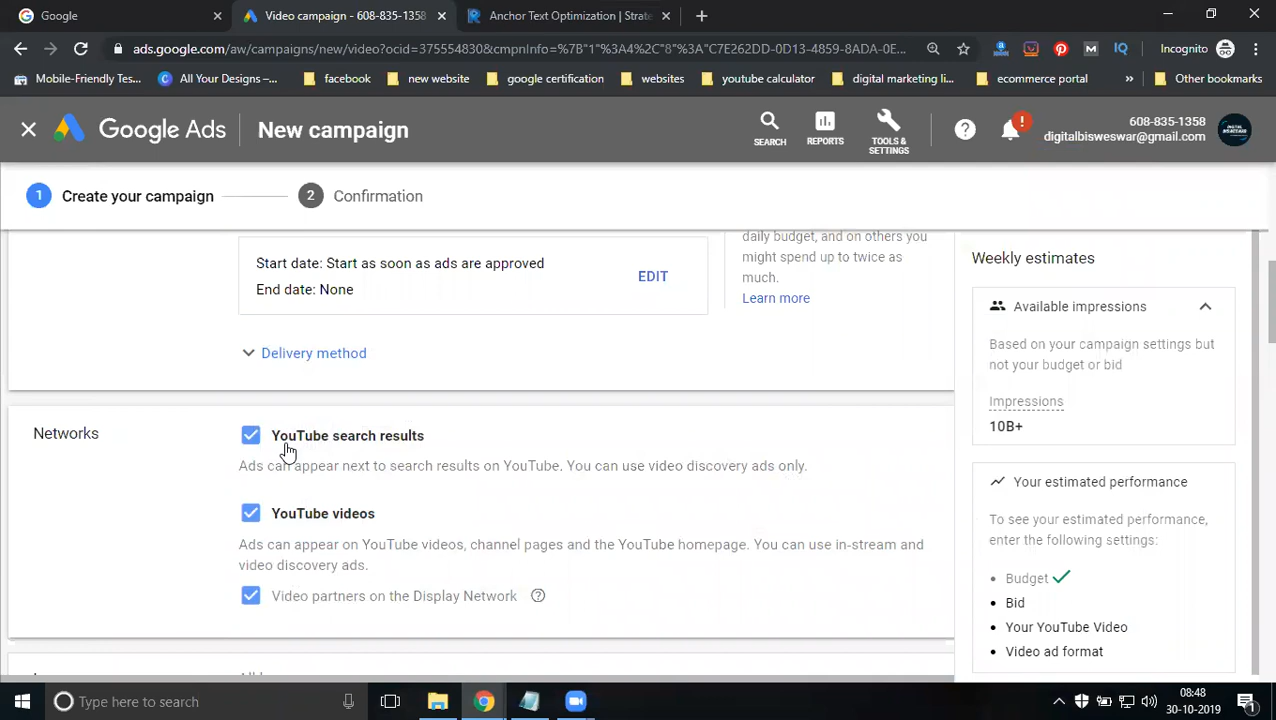 Google
Video campaign - 608-835-1358
Anchor Text Optimization | Strate
ads.google.com/aw/campaigns/new/video?ocid=375554830&cmpnInfo=%7B"1"%3A4%2C"8"%3A"C7E262DD-0D13-4859-8ADA-0E...
Incognito
Mobile-Friendly Tes...
All Your Designs –...
facebook
new website
google certification
websites
youtube calculator
digital marketing li...
ecommerce portal
Other bookmarks
Google Ads
New campaign
SEARCH
REPORTS
TOOLS &
SETTINGS
608-835-1358
digitalbisweswar@gmail.com
1 Create your campaign
2 Confirmation
daily budget, and on others you
might spend up to twice as
much.
Learn more
Start date: Start as soon as ads are approved
End date: None
EDIT
Delivery method
Networks
YouTube search results
Ads can appear next to search results on YouTube. You can use video discovery ads only.
YouTube videos
Ads can appear on YouTube videos, channel pages and the YouTube homepage. You can use in-stream and
video discovery ads.
Video partners on the Display Network
Weekly estimates
Available impressions
Based on your campaign settings but
not your budget or bid
Impressions
10B+
Your estimated performance
To see your estimated performance,
enter the following settings:
Budget
Bid
Your YouTube Video
Video ad format
Type here to search
08:48
30-10-2019